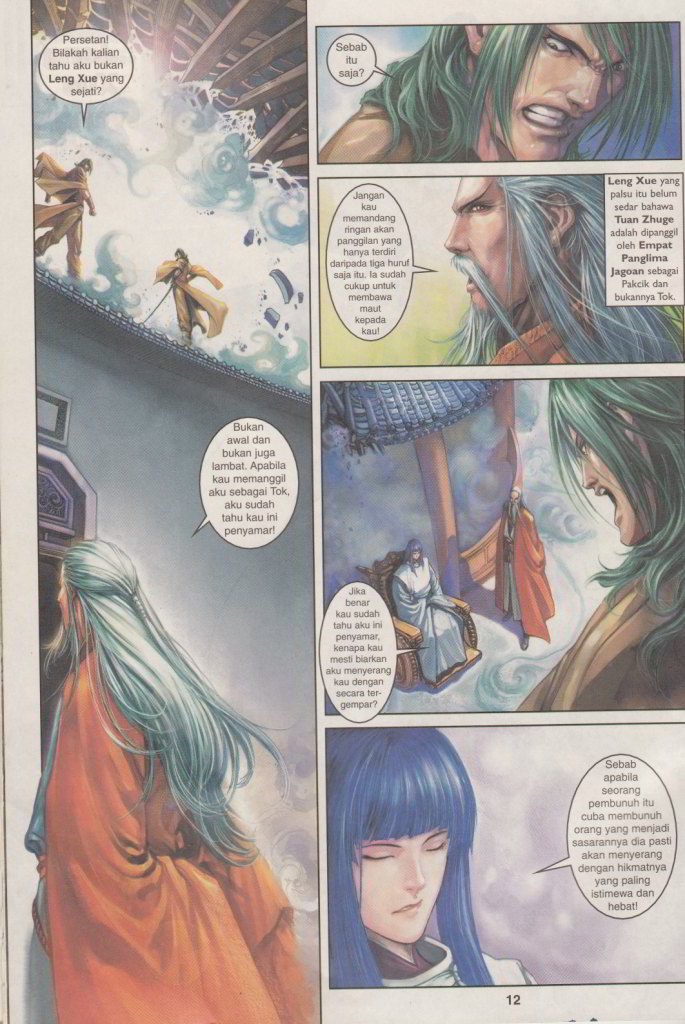 Persetan!
Bilakah kalian
tahu aku bukan
Leng Xue yang
sejati?
Bukan
awal dan
bukan juga
lambat. Apabila
kau memanggil
aku sebagai Tok,
aku sudah
tahu kau ini
penyamar!
Sebab
itu
saja?
Jangan
kau
memandang
ringan akan
panggilan yang
hanya terdiri
daripada tiga huruf
saja itu. Ia sudah
cukup untuk
membawa
maut
kepada
kau!
Leng Xue yang
palsu itu belum
sedar bahawa
Tuan Zhuge
adalah dipanggil
oleh Empat
Panglima
Jagoan sebagai
Pakcik dan
bukannya Tok.
Jika
benar
kau sudah
tahu aku ini
penyamar,
kenapa kau
mesti biarkan
aku menyerang
kau dengan
secara ter-
gempar?
Sebab
apabila
seorang
pembunuh itu
cuba membunuh
orang yang menjadi
sasarannya dia pasti
akan menyerang
dengan hikmatnya
yang paling
istimewa dan
hebat!
12